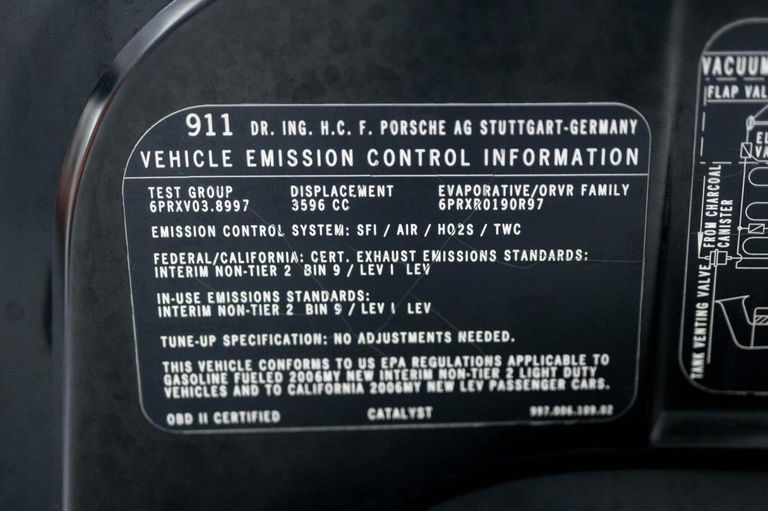 911 DR. ING. H.C. F. PORSCHE AG STUTTGART-GERMANY
VEHICLE EMISSION CONTROL INFORMATION
TEST GROUP DISPLACEMENT EVAPORATIVE/ORVR FAMILY
6PRXV03.8997 3596 CC 6PRXR0190R97
EMISSION CONTROL SYSTEM: SFI / AIR / HO2S / TWC
FEDERAL/CALIFORNIA: CERT. EXHAUST EMISSIONS STANDARDS:
INTERIM NON-TIER 2 BIN 9 / LEV I LEV
IN-USE EMISSIONS STANDARDS:
INTERIM NON-TIER 2 BIN 9 / LEV I LEV
TUNE-UP SPECIFICATION: NO ADJUSTMENTS NEEDED.
THIS VEHICLE CONFORMS TO US EPA REGULATIONS APPLICABLE TO
GASOLINE FUELED 2006MY NEW INTERIM NON-TIER 2 LIGHT DUTY
VEHICLES AND TO CALIFORNIA 2006MY NEW LEV PASSENGER CARS.
OBD II CERTIFIED CATALYST 997.006.109.02
VACUUM
FLAP VAL
EL
VA
FROM CHARCOAL
CANISTER
TANK VENTING VALVE